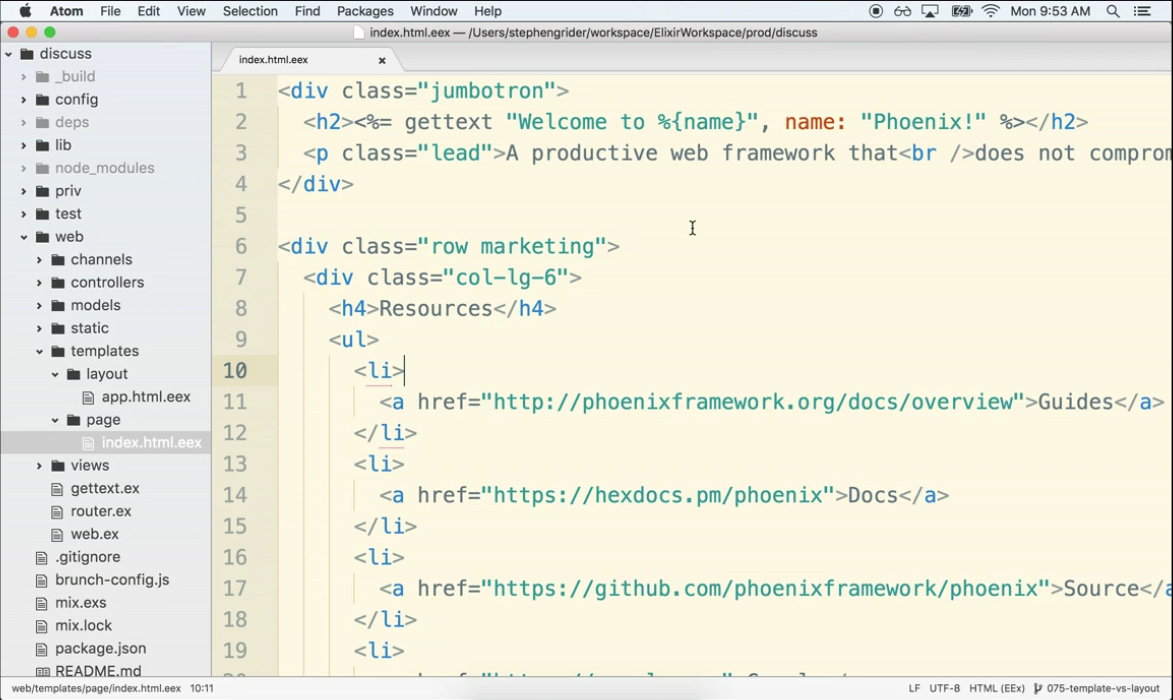 Atom File Edit View Selection Find Packages Window Help Mon 9:53 AM
index.html.eex — /Users/stephengrider/workspace/ElixirWorkspace/prod/discuss
discuss
_build
config
deps
lib
node_modules
priv
test
web
channels
controllers
models
static
templates
layout
app.html.eex
page
index.html.eex
views
gettext.ex
router.ex
web.ex
.gitignore
brunch-config.js
mix.exs
mix.lock
package.json
README.md
index.html.eex ×
1 <div class="jumbotron">
2 <h2><%= gettext "Welcome to %{name}", name: "Phoenix!" %></h2>
3 <p class="lead">A productive web framework that<br />does not comprom
4 </div>
5
6 <div class="row marketing">
7 <div class="col-lg-6">
8 <h4>Resources</h4>
9 <ul>
10 <li>
11 <a href="http://phoenixframework.org/docs/overview">Guides</a>
12 </li>
13 <li>
14 <a href="https://hexdocs.pm/phoenix">Docs</a>
15 </li>
16 <li>
17 <a href="https://github.com/phoenixframework/phoenix">Source</a
18 </li>
19 <li>
web/templates/page/index.html.eex 10:11 LF UTF-8 HTML (EEx) 075-template-vs-layout